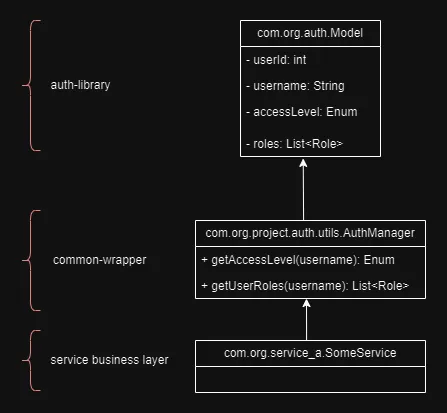 com.org.auth.Model
- userId: int
- username: String
auth-library
- accessLevel: Enum
- roles: List<Role>
com.org.project.auth.utils.AuthManager
common-wrapper
+ getAccessLevel(username): Enum
+ getUserRoles(username): List<Role>
service business layer
com.org.service_a.SomeService